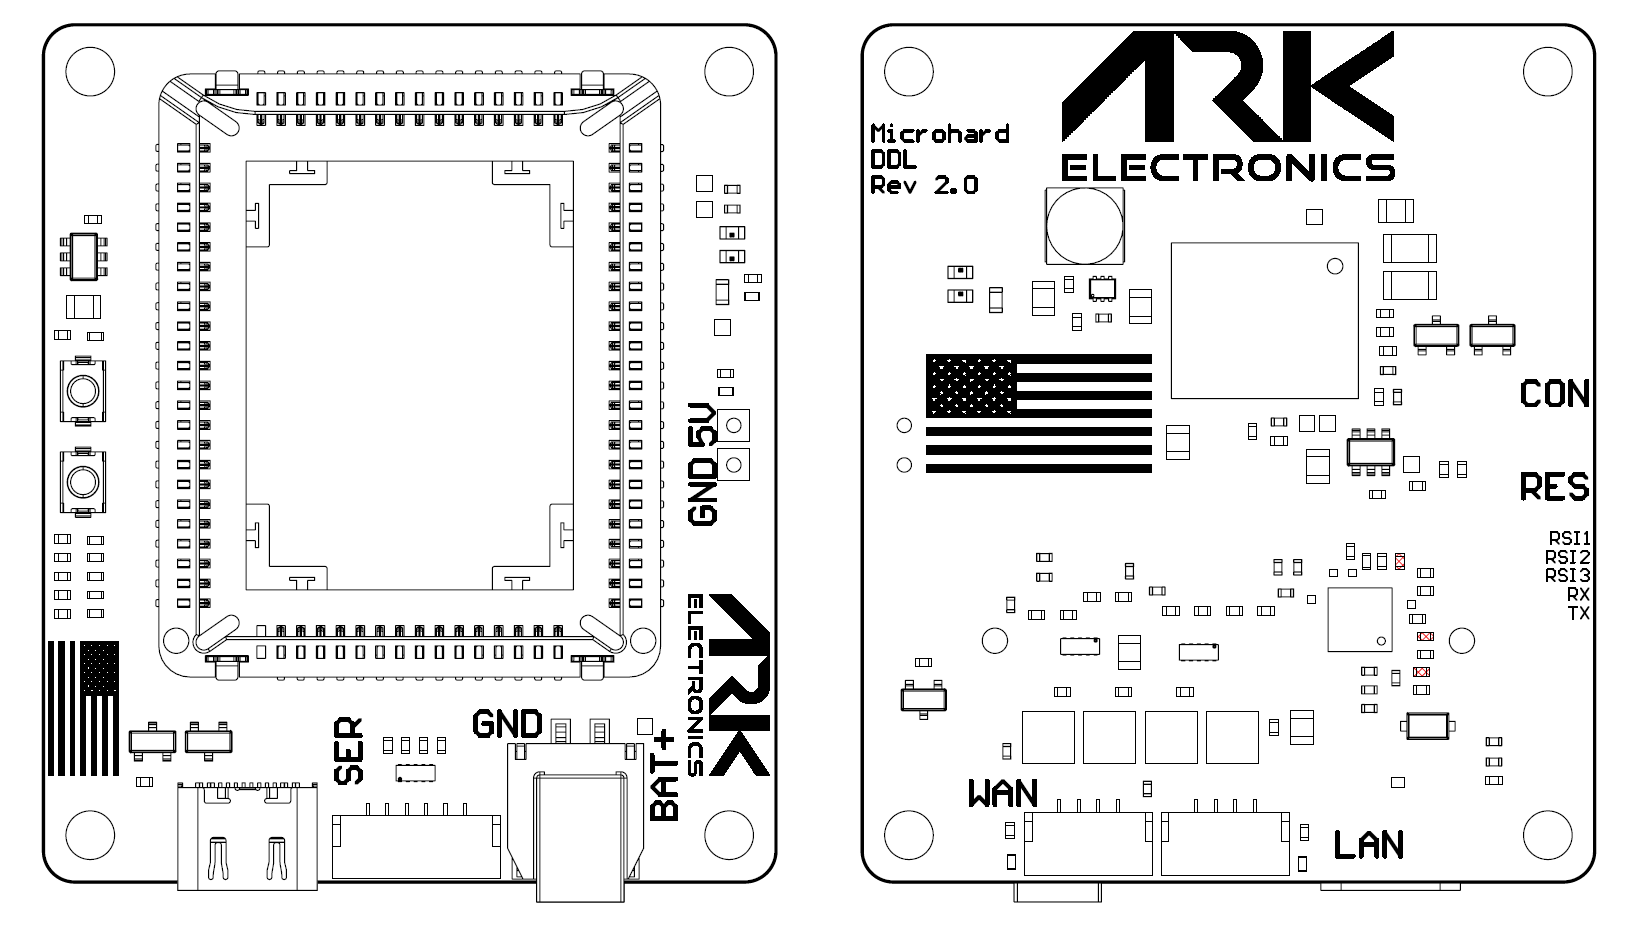 5V
GND
ARK
ELECTRONICS
SER
GND
BAT+
ARK
ELECTRONICS
Microhard
DDL
Rev 2.0
CON
RES
RSI1
RSI2
RSI3
RX
TX
WAN
LAN